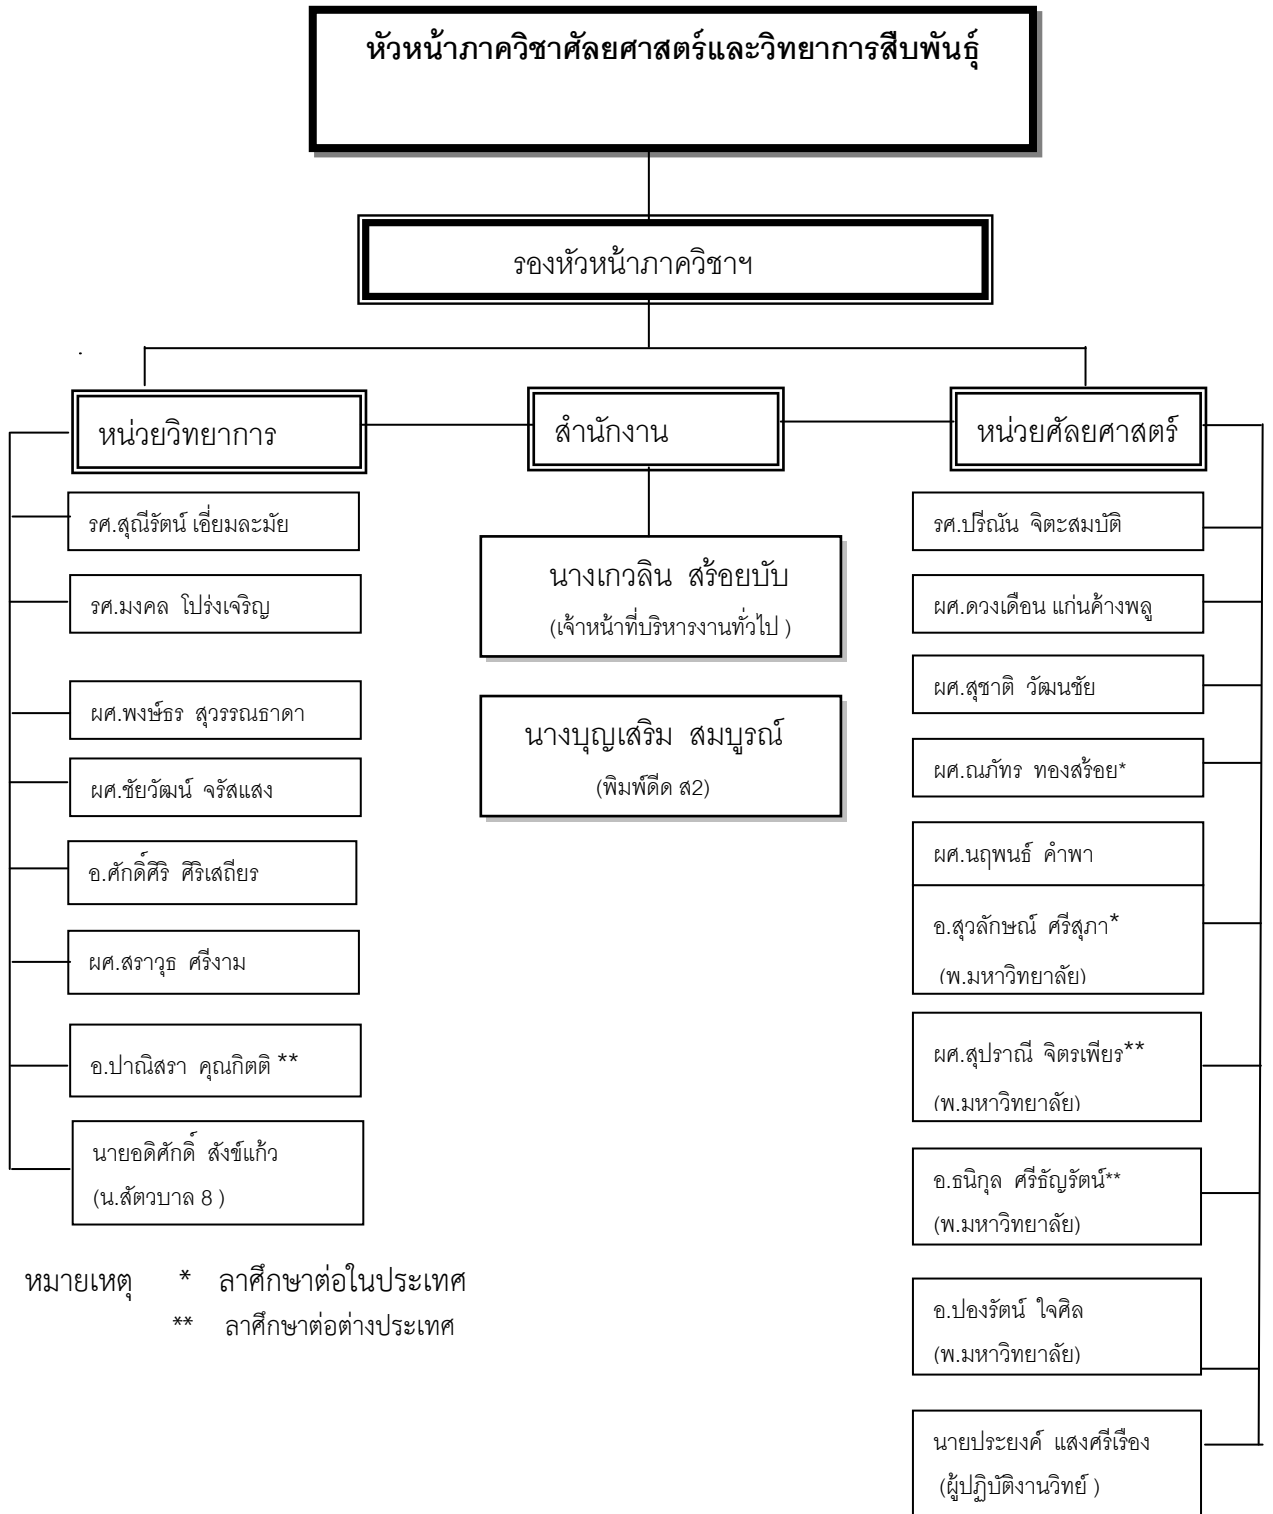 หัวหน้าภาควิชาศัลยศาสตร์และวิทยาการสืบพันธุ์
รองหัวหน้าภาควิชาฯ
หน่วยวิทยาการ
สำนักงาน
หน่วยศัลยศาสตร์
รศ.สุณีรัตน์ เอี่ยมละมัย
รศ.มงคล โปร่งเจริญ
ผศ.พงษ์ธร สุวรรณธาดา
ผศ.ชัยวัฒน์ จรัสแสง
อ.ศักดิ์ศิริ ศิริเสถียร
ผศ.สราวุธ ศรีงาม
อ.ปาณิสรา คุณกิตติ **
นายอดิศักดิ์ สังข์แก้ว
(น.สัตวบาล 8 )
นางเกวลิน สร้อยบับ
(เจ้าหน้าที่บริหารงานทั่วไป )
นางบุญเสริม สมบูรณ์
(พิมพ์ดีด ส2)
รศ.ปรีณัน จิตะสมบัติ
ผศ.ดวงเดือน แก่นค้างพลู
ผศ.สุชาติ วัฒนชัย
ผศ.ณภัทร ทองสร้อย*
ผศ.นฤพนธ์ คำพา
อ.สุวลักษณ์ ศรีสุภา*
(พ.มหาวิทยาลัย)
ผศ.สุปราณี จิตรเพียร**
(พ.มหาวิทยาลัย)
อ.ธนิกุล ศรีธัญรัตน์**
(พ.มหาวิทยาลัย)
อ.ปองรัตน์ ใจศิล
(พ.มหาวิทยาลัย)
นายประยงค์ แสงศรีเรือง
(ผู้ปฏิบัติงานวิทย์ )
หมายเหตุ * ลาศึกษาต่อในประเทศ
** ลาศึกษาต่อต่างประเทศ